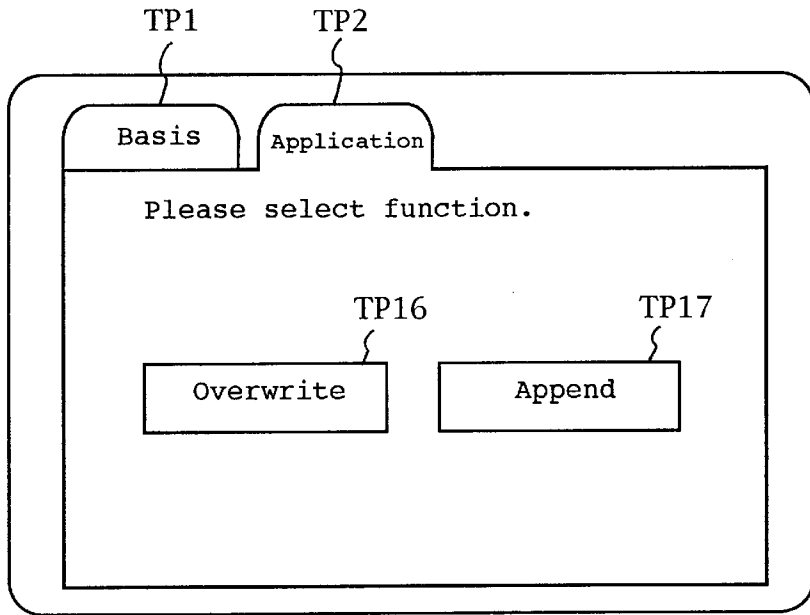 TP1 TP2
Basis Application
Please select function.
TP16 TP17
Overwrite Append